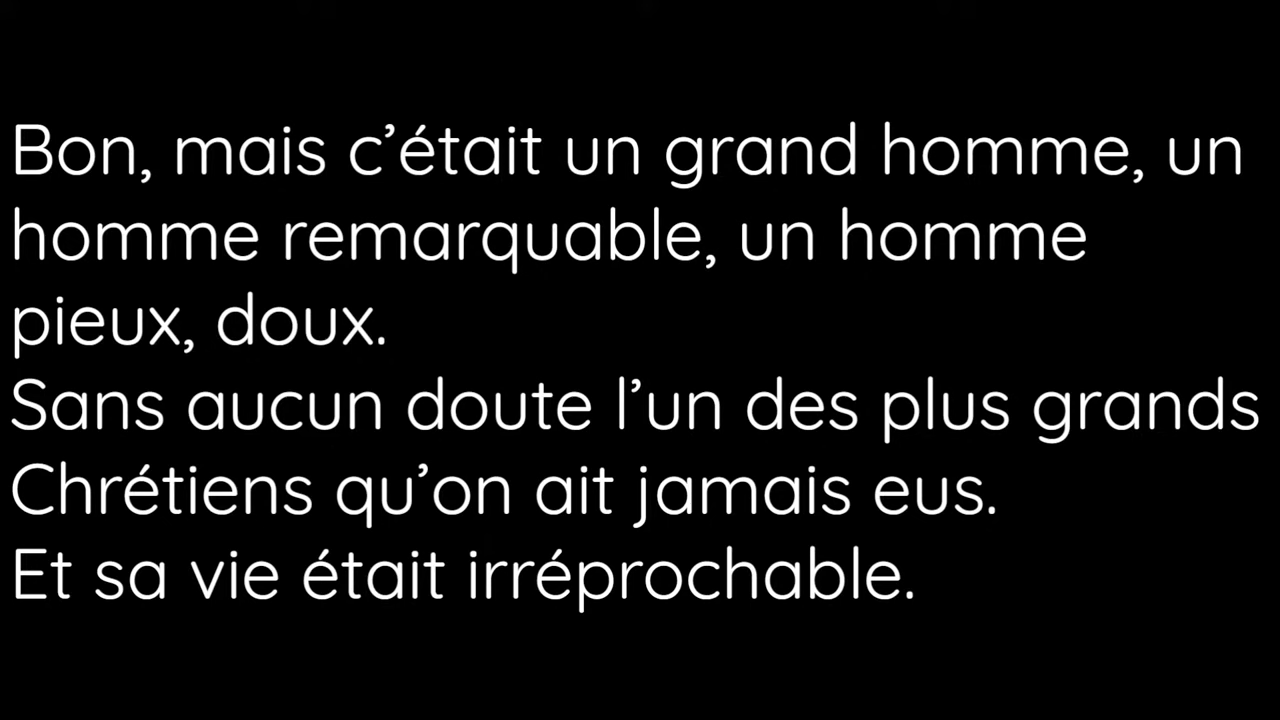 Bon, mais c’était un grand homme, un
homme remarquable, un homme
pieux, doux.
Sans aucun doute l’un des plus grands
Chrétiens qu’on ait jamais eus.
Et sa vie était irréprochable.